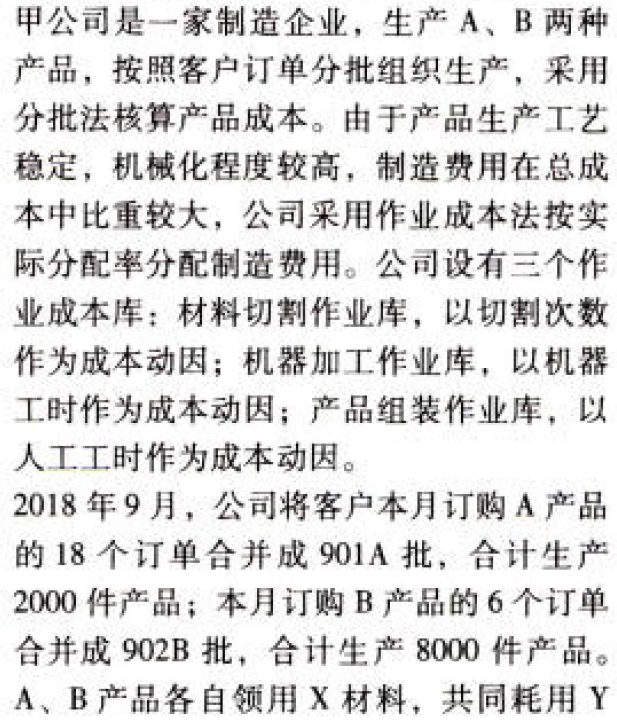 甲公司是一家制造企业，生产 A、B 两种
产品，按照客户订单分批组织生产，采用
分批法核算产品成本。由于产品生产工艺
稳定，机械化程度较高，制造费用在总成
本中比重较大，公司采用作业成本法按实
际分配率分配制造费用。公司设有三个作
业成本库：材料切割作业库，以切割次数
作为成本动因；机器加工作业库，以机器
工时作为成本动因；产品组装作业库，以
人工工时作为成本动因。
2018 年 9 月，公司将客户本月订购 A 产品
的 18 个订单合并成 901A 批，合计生产
2000 件产品；本月订购 B 产品的 6 个订单
合并成 902B 批，合计生产 8000 件产品。
A、B 产品各自领用 X 材料，共同耗用 Y